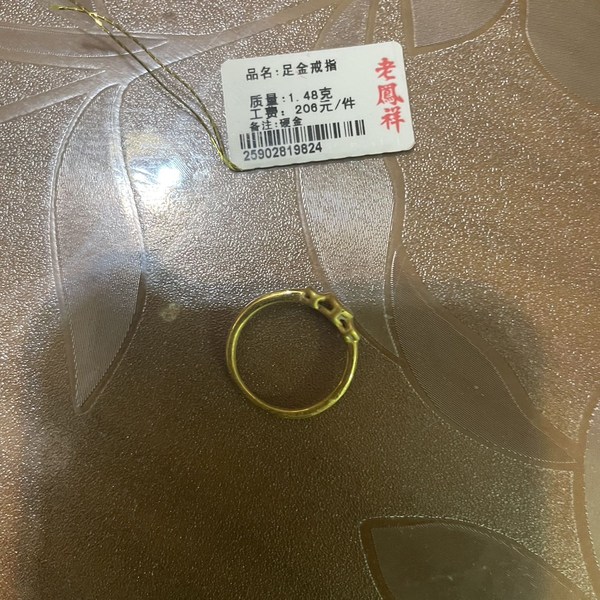 品名:足金戒指
老鳳祥
质量:1.48克
工费: 206元/件
备注:硬金
25902819824